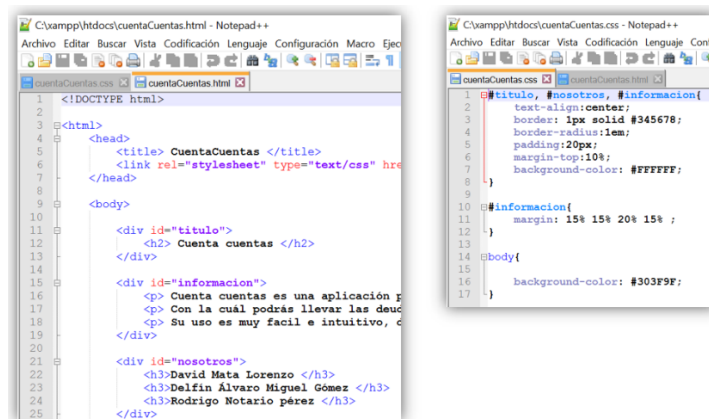 C:\xampp\htdocs\cuentaCuentas.html - Notepad++
Archivo Editar Buscar Vista Codificación Lenguaje Configuración Macro
cuentaCuentas.css cuentaCuentas.html
1 <!DOCTYPE html>
2
3 <html>
4 <head>
5 <title> CuentaCuentas </title>
6 <link rel="stylesheet" type="text/css"
7 </head>
8
9 <body>
10
11 <div id="titulo">
12 <h2> Cuenta cuentas </h2>
13 </div>
14
15 <div id="informacion">
16 <p> Cuenta cuentas es una aplicación
17 <p> Con la cuál podrás llevar las
18 <p> Su uso es muy facil e intuitivo,
19 </div>
20
21 <div id="nosotros">
22 <h3>David Mata Lorenzo </h3>
23 <h3>Delfín Álvaro Miguel Gómez </h3>
24 <h3>Rodrigo Notario pérez </h3>
25 </div>
C:\xampp\htdocs\cuentaCuentas.css - Notepad++
Archivo Editar Buscar Vista Codificación Lenguaje
cuentaCuentas.css cuentaCuentas.html
1 #titulo, #nosotros, #informacion{
2 text-align:center;
3 border: 1px solid #345678;
4 border-radius:1em;
5 padding:20px;
6 margin-top:10%;
7 background-color: #FFFFFF;
8 }
9
10 #informacion{
11 margin: 15% 15% 20% 15% ;
12 }
13
14 body{
15
16 background-color: #303F9F;
17 }